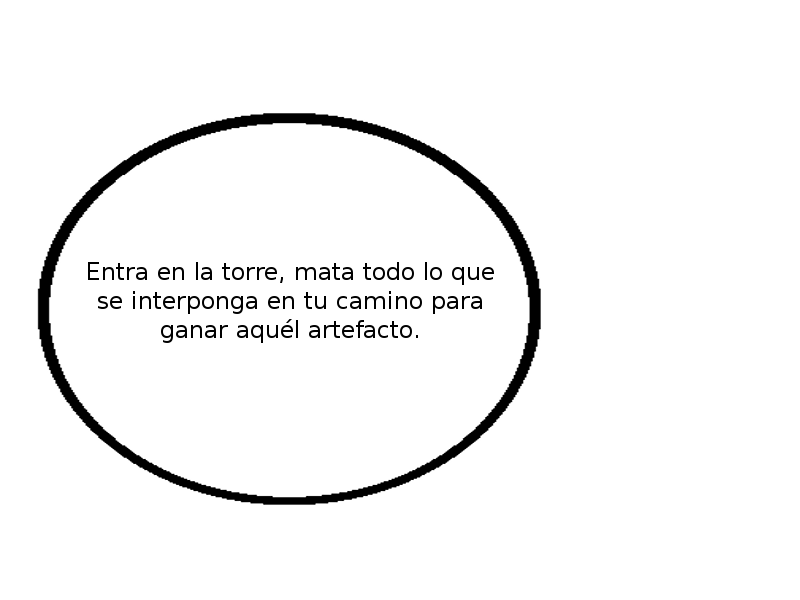 Entra en la torre, mata todo lo que
se interponga en tu camino para
ganar aquél artefacto.